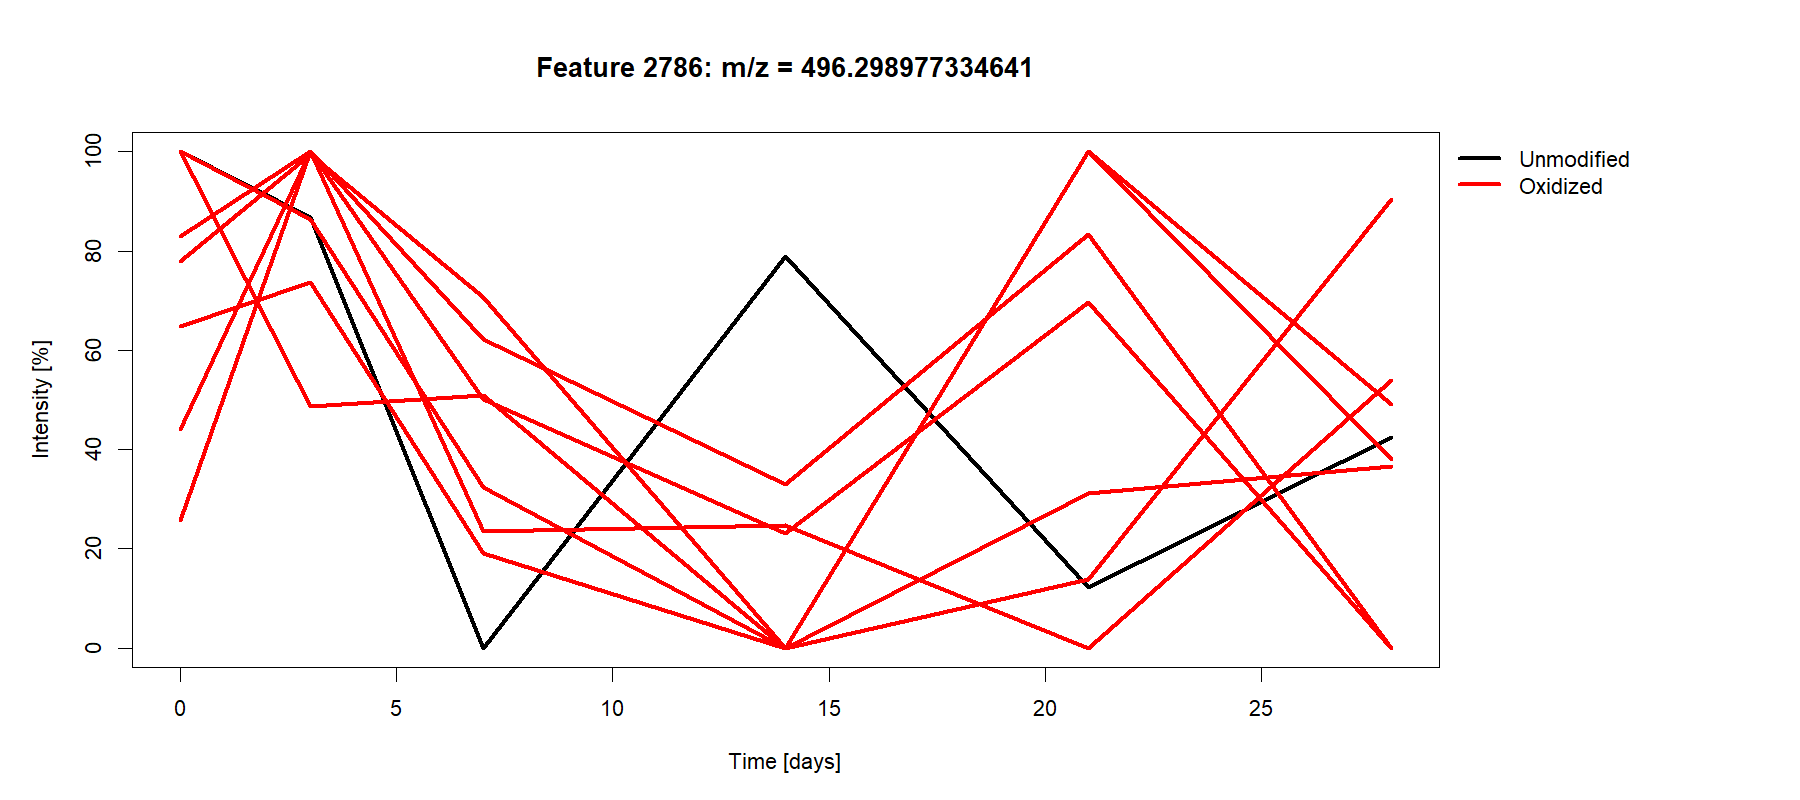 Feature 2786: m/z = 496.298977334641
Unmodified
Oxidized
Intensity [%]
100
80
60
40
20
0
0 5 10 15 20 25
Time [days]